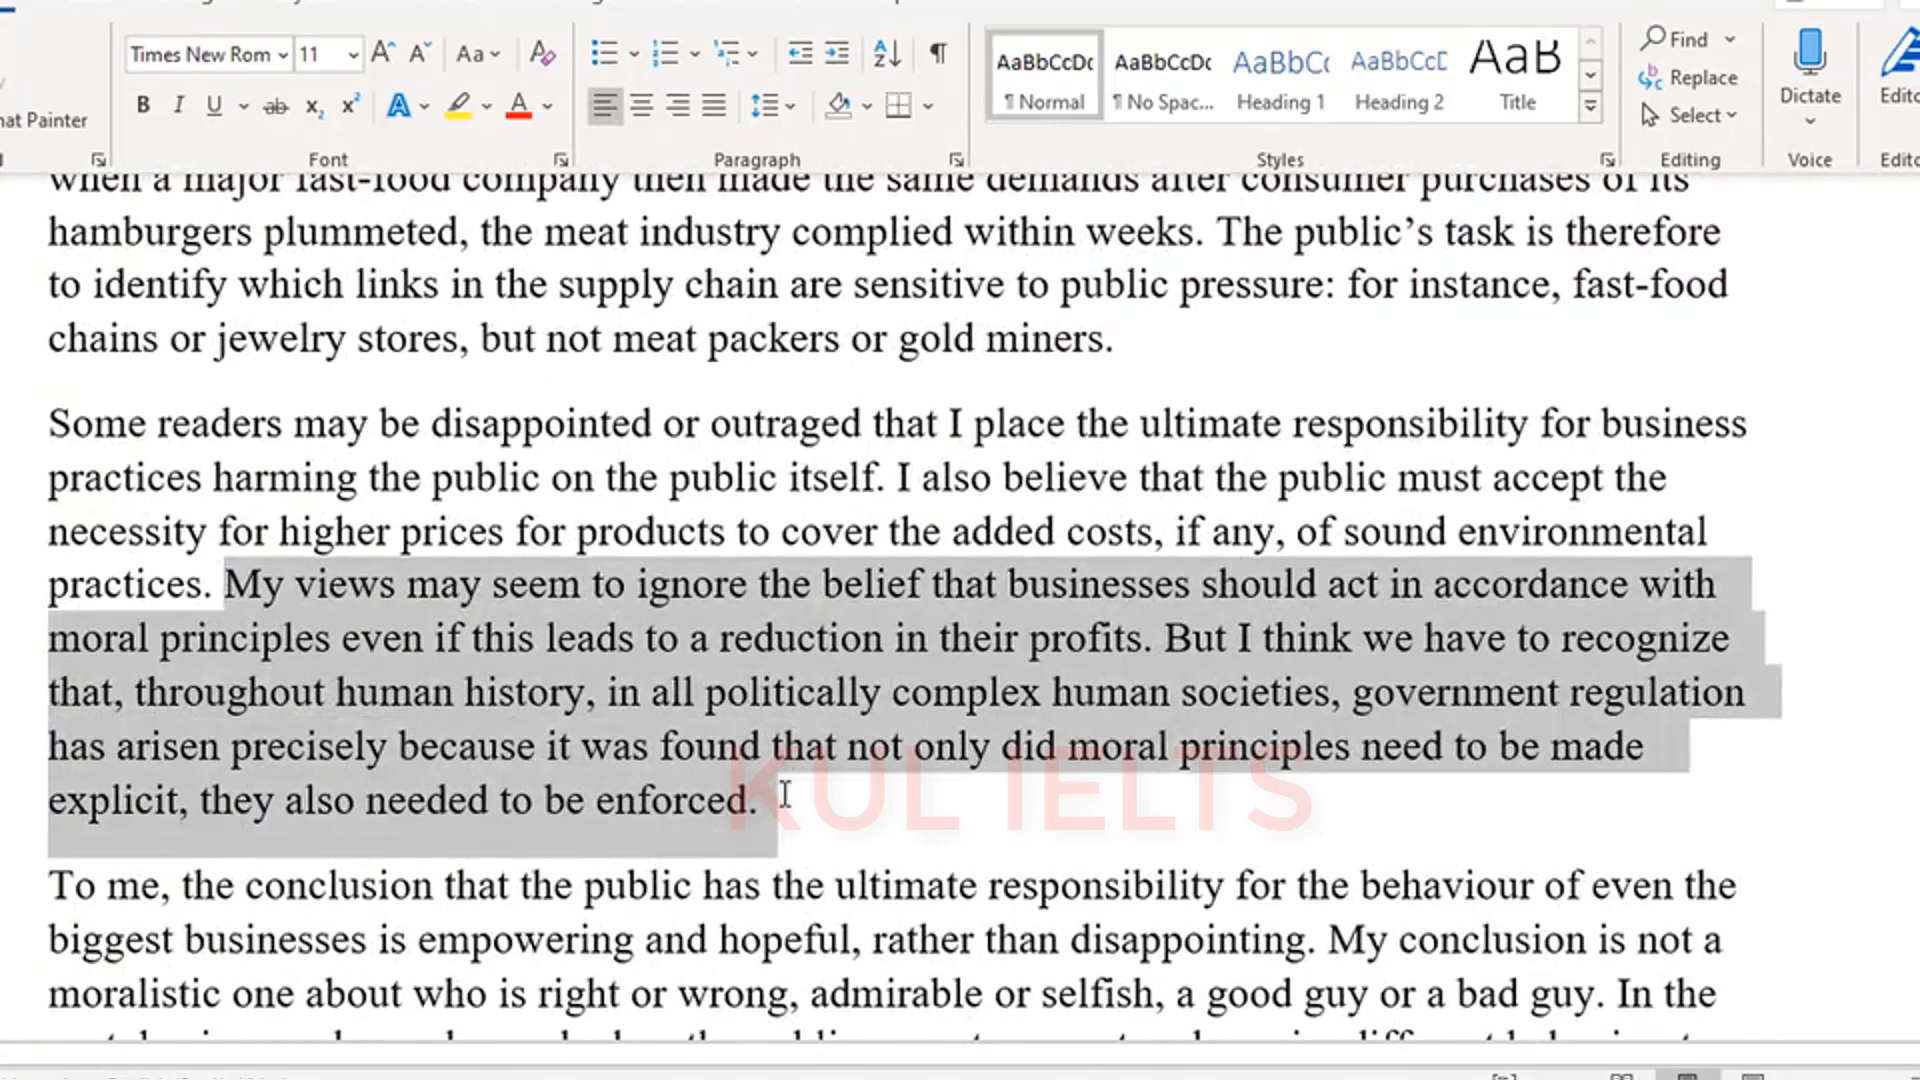 Times New Rom 11 Aa
AaBbCcDc AaBbCcDc AaBbCc AaBbCcD AaB
¶ Normal ¶ No Spac... Heading 1 Heading 2 Title
Find
Replace
Select
Dictate
B I U ab x₂ x² A A
at Painter
Font Paragraph Styles Editing Voice
when a major fast-food company then made the same demands after consumer purchases of its
hamburgers plummeted, the meat industry complied within weeks. The public’s task is therefore
to identify which links in the supply chain are sensitive to public pressure: for instance, fast-food
chains or jewelry stores, but not meat packers or gold miners.
Some readers may be disappointed or outraged that I place the ultimate responsibility for business
practices harming the public on the public itself. I also believe that the public must accept the
necessity for higher prices for products to cover the added costs, if any, of sound environmental
practices. My views may seem to ignore the belief that businesses should act in accordance with
moral principles even if this leads to a reduction in their profits. But I think we have to recognize
that, throughout human history, in all politically complex human societies, government regulation
has arisen precisely because it was found that not only did moral principles need to be made
explicit, they also needed to be enforced.
KUL IELTS
To me, the conclusion that the public has the ultimate responsibility for the behaviour of even the
biggest businesses is empowering and hopeful, rather than disappointing. My conclusion is not a
moralistic one about who is right or wrong, admirable or selfish, a good guy or a bad guy. In the